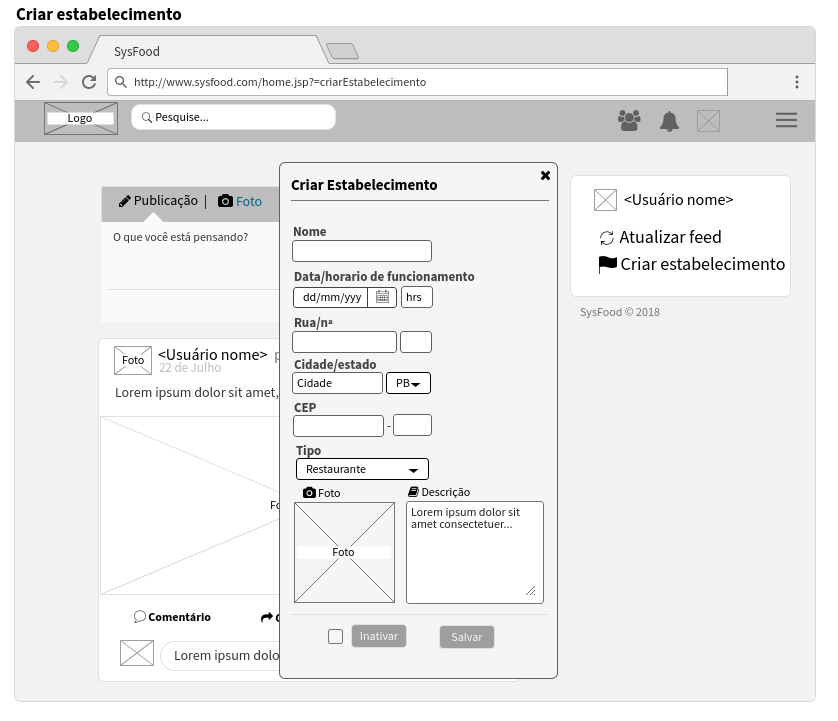 Criar estabelecimento
SysFood
http://www.sysfood.com/home.jsp?=criarEstabelecimento
Logo
Pesquise...
Publicação |
Foto
O que você está pensando?
Foto
<Usuário nome>
22 de Julho
Lorem ipsum dolor sit amet,
Fo
Comentário
Lorem ipsum dolo
Criar Estabelecimento
Nome
Data/horario de funcionamento
dd/mm/yyy
hrs
Rua/nª
Cidade/estado
Cidade
PB
CEP
-
Tipo
Restaurante
Foto
Descrição
Foto
Lorem ipsum dolor sit
amet consectetuer...
Inativar
Salvar
<Usuário nome>
Atualizar feed
Criar estabelecimento
SysFood © 2018